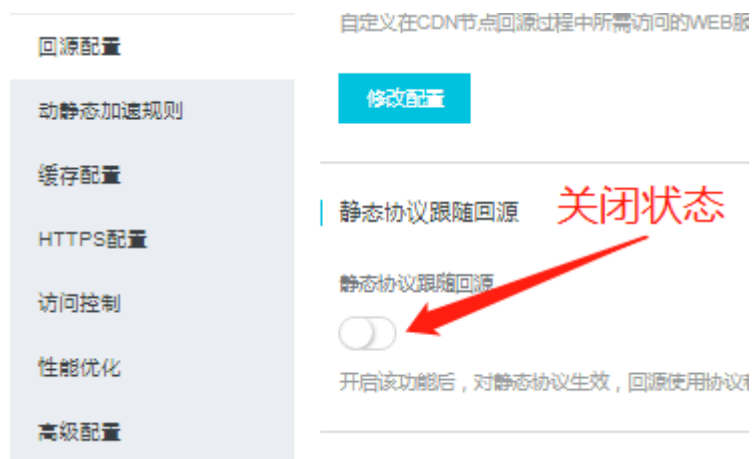 自定义在CDN节点回源过程中所需访问的WEB服
回源配置
修改配置
动静态加速规则
缓存配置
静态协议跟随回源
关闭状态
HTTPS配置
静态协议跟随回源
访问控制
性能优化
开启该功能后，对静态协议生效，回源使用协议和
高级配置